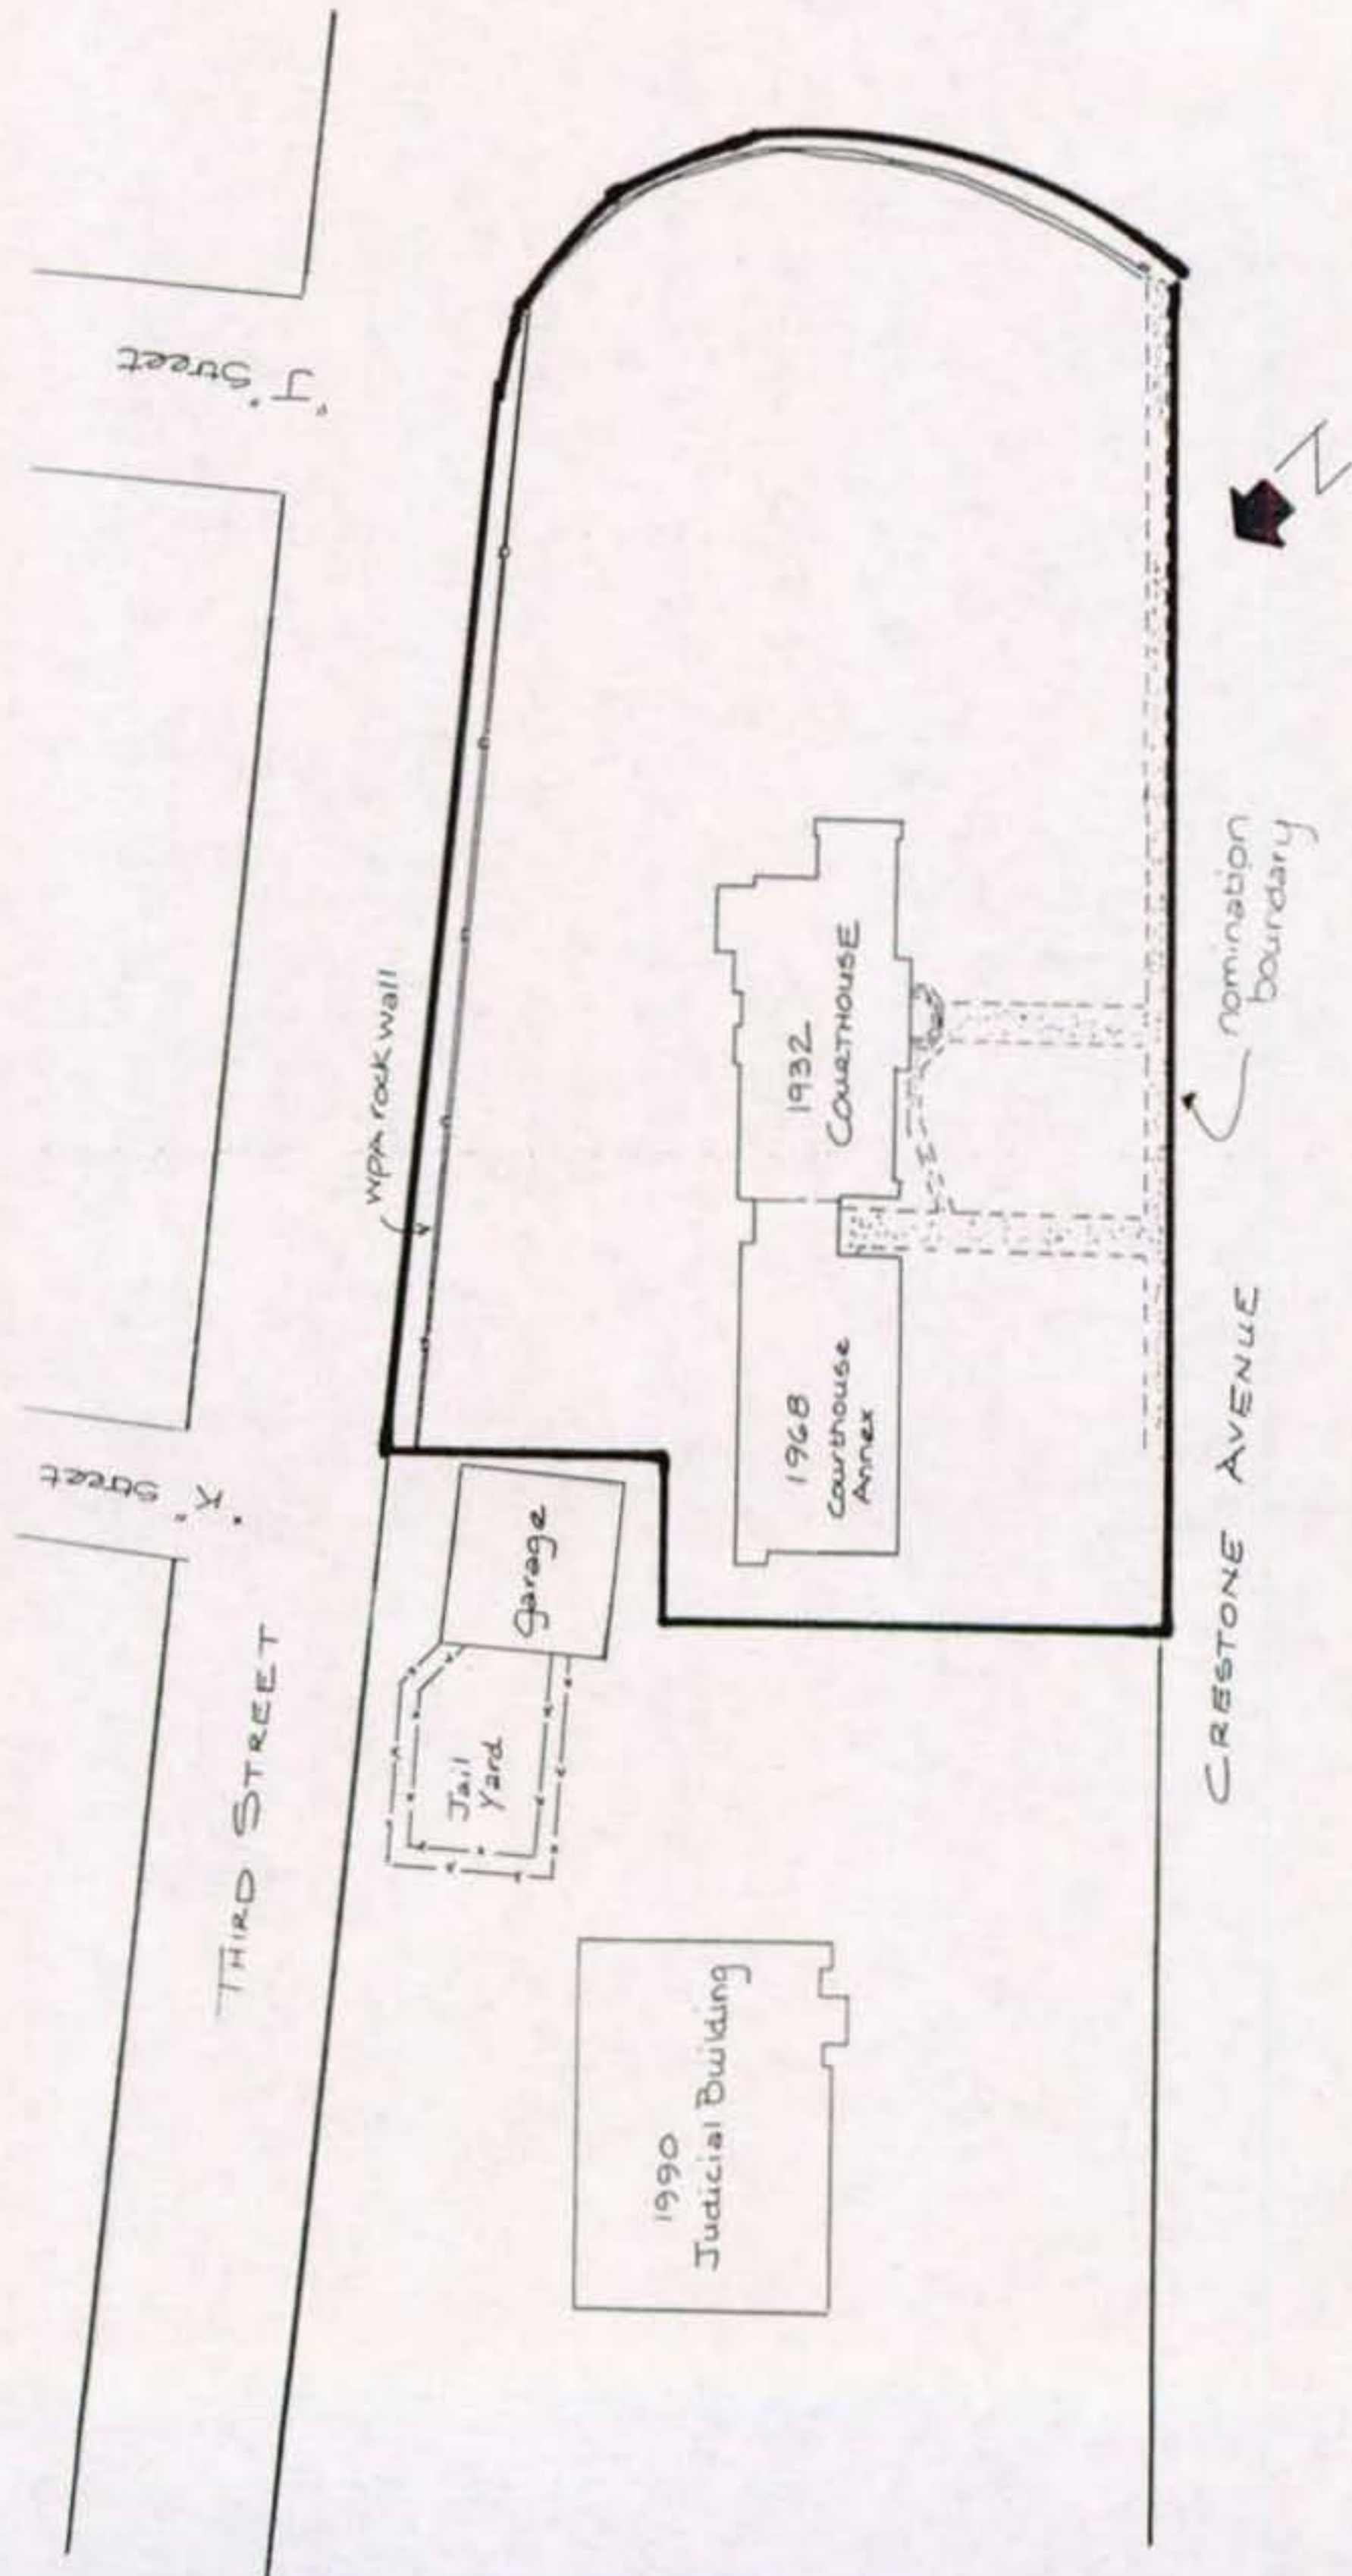 "J" Street
"K"
Street
THIRD STREET
WPA rock wall
Garage
Jail
Yard
1932
COURTHOUSE
1968
Courthouse
Annex
1990
Judicial Building
nomination
boundary
CRESTONE AVENUE
N